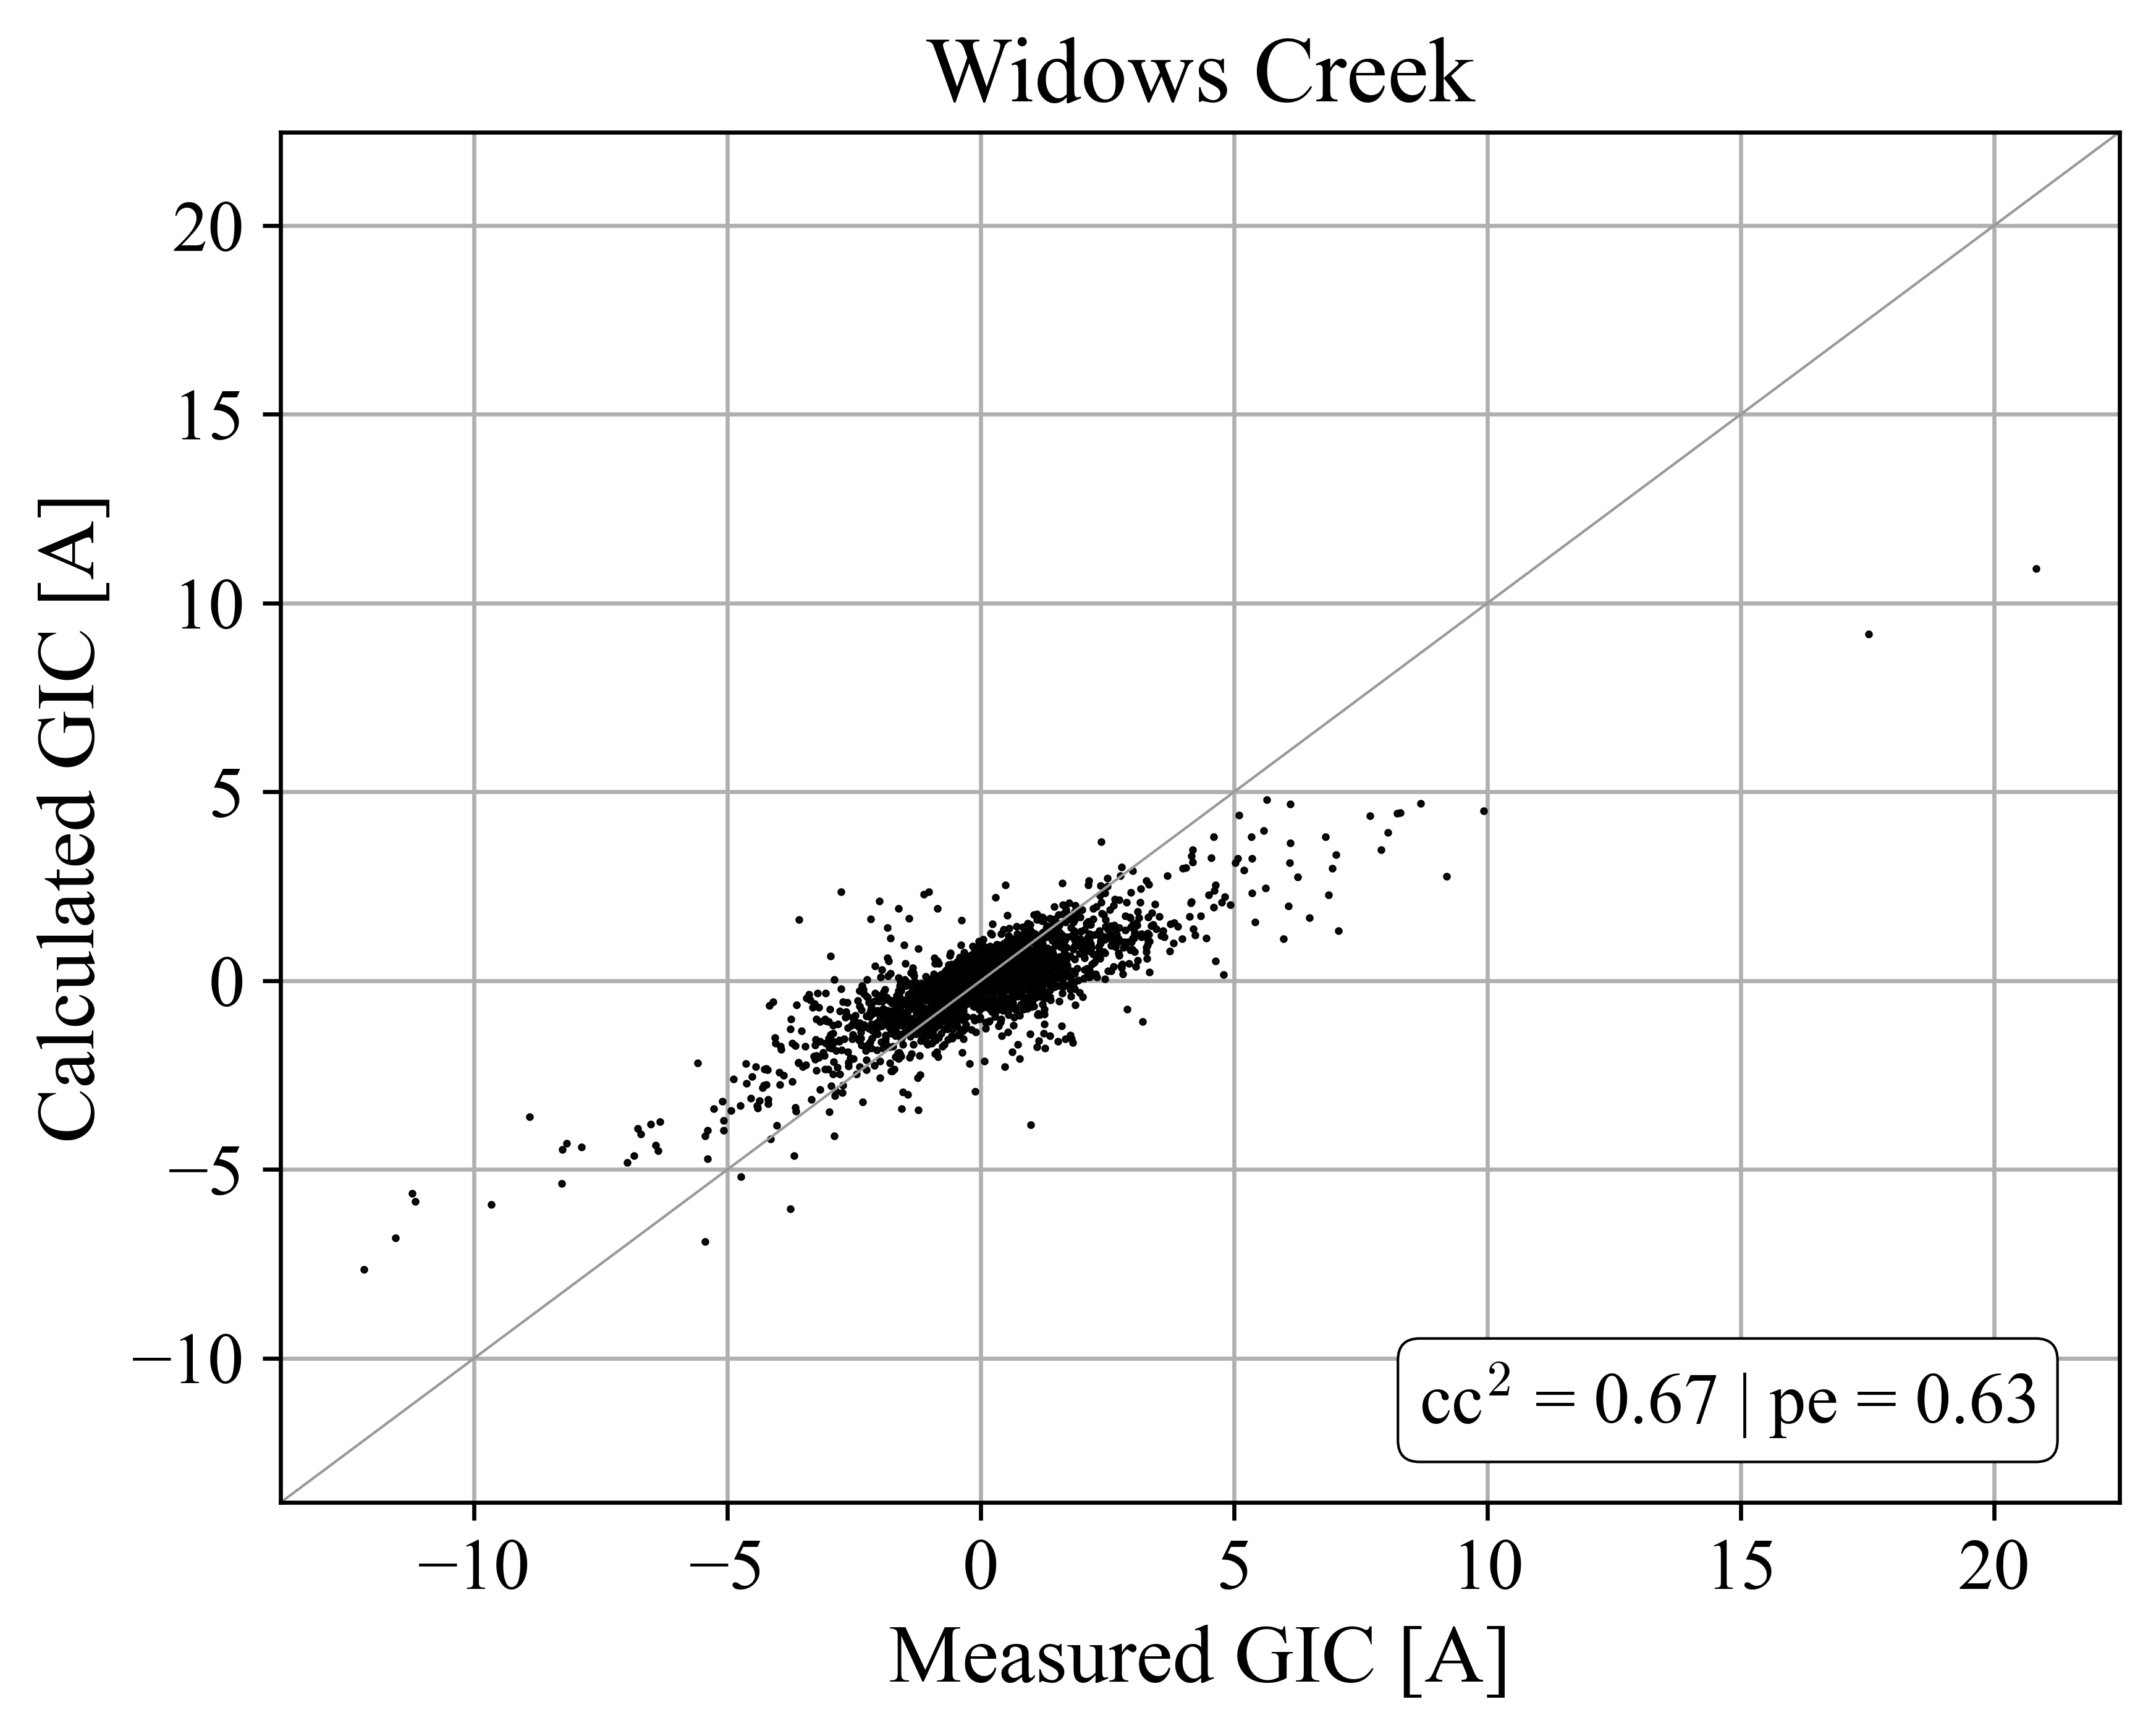 Widows Creek
20
15
10
5
0
−5
−10
Calculated GIC [A]
cc² = 0.67 | pe = 0.63
−10 −5 0 5 10 15 20
Measured GIC [A]